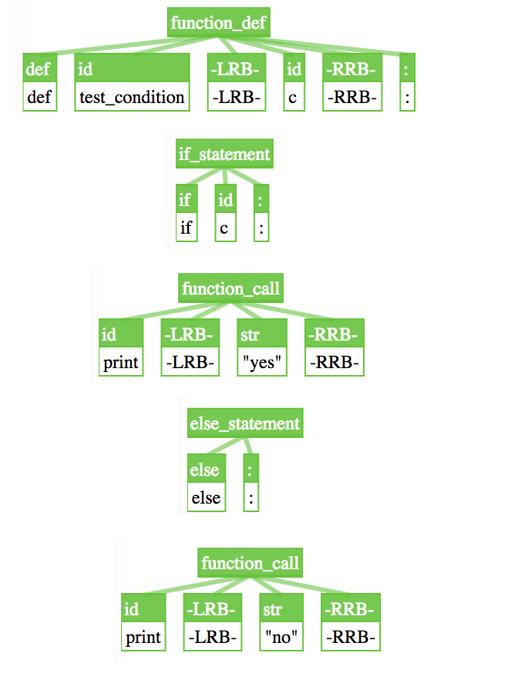 function_def
def id -LRB- id -RRB- :
def test_condition -LRB- c -RRB- :
if_statement
if id :
if c :
function_call
id -LRB- str -RRB-
print -LRB- "yes" -RRB-
else_statement
else :
else :
function_call
id -LRB- str -RRB-
print -LRB- "no" -RRB-